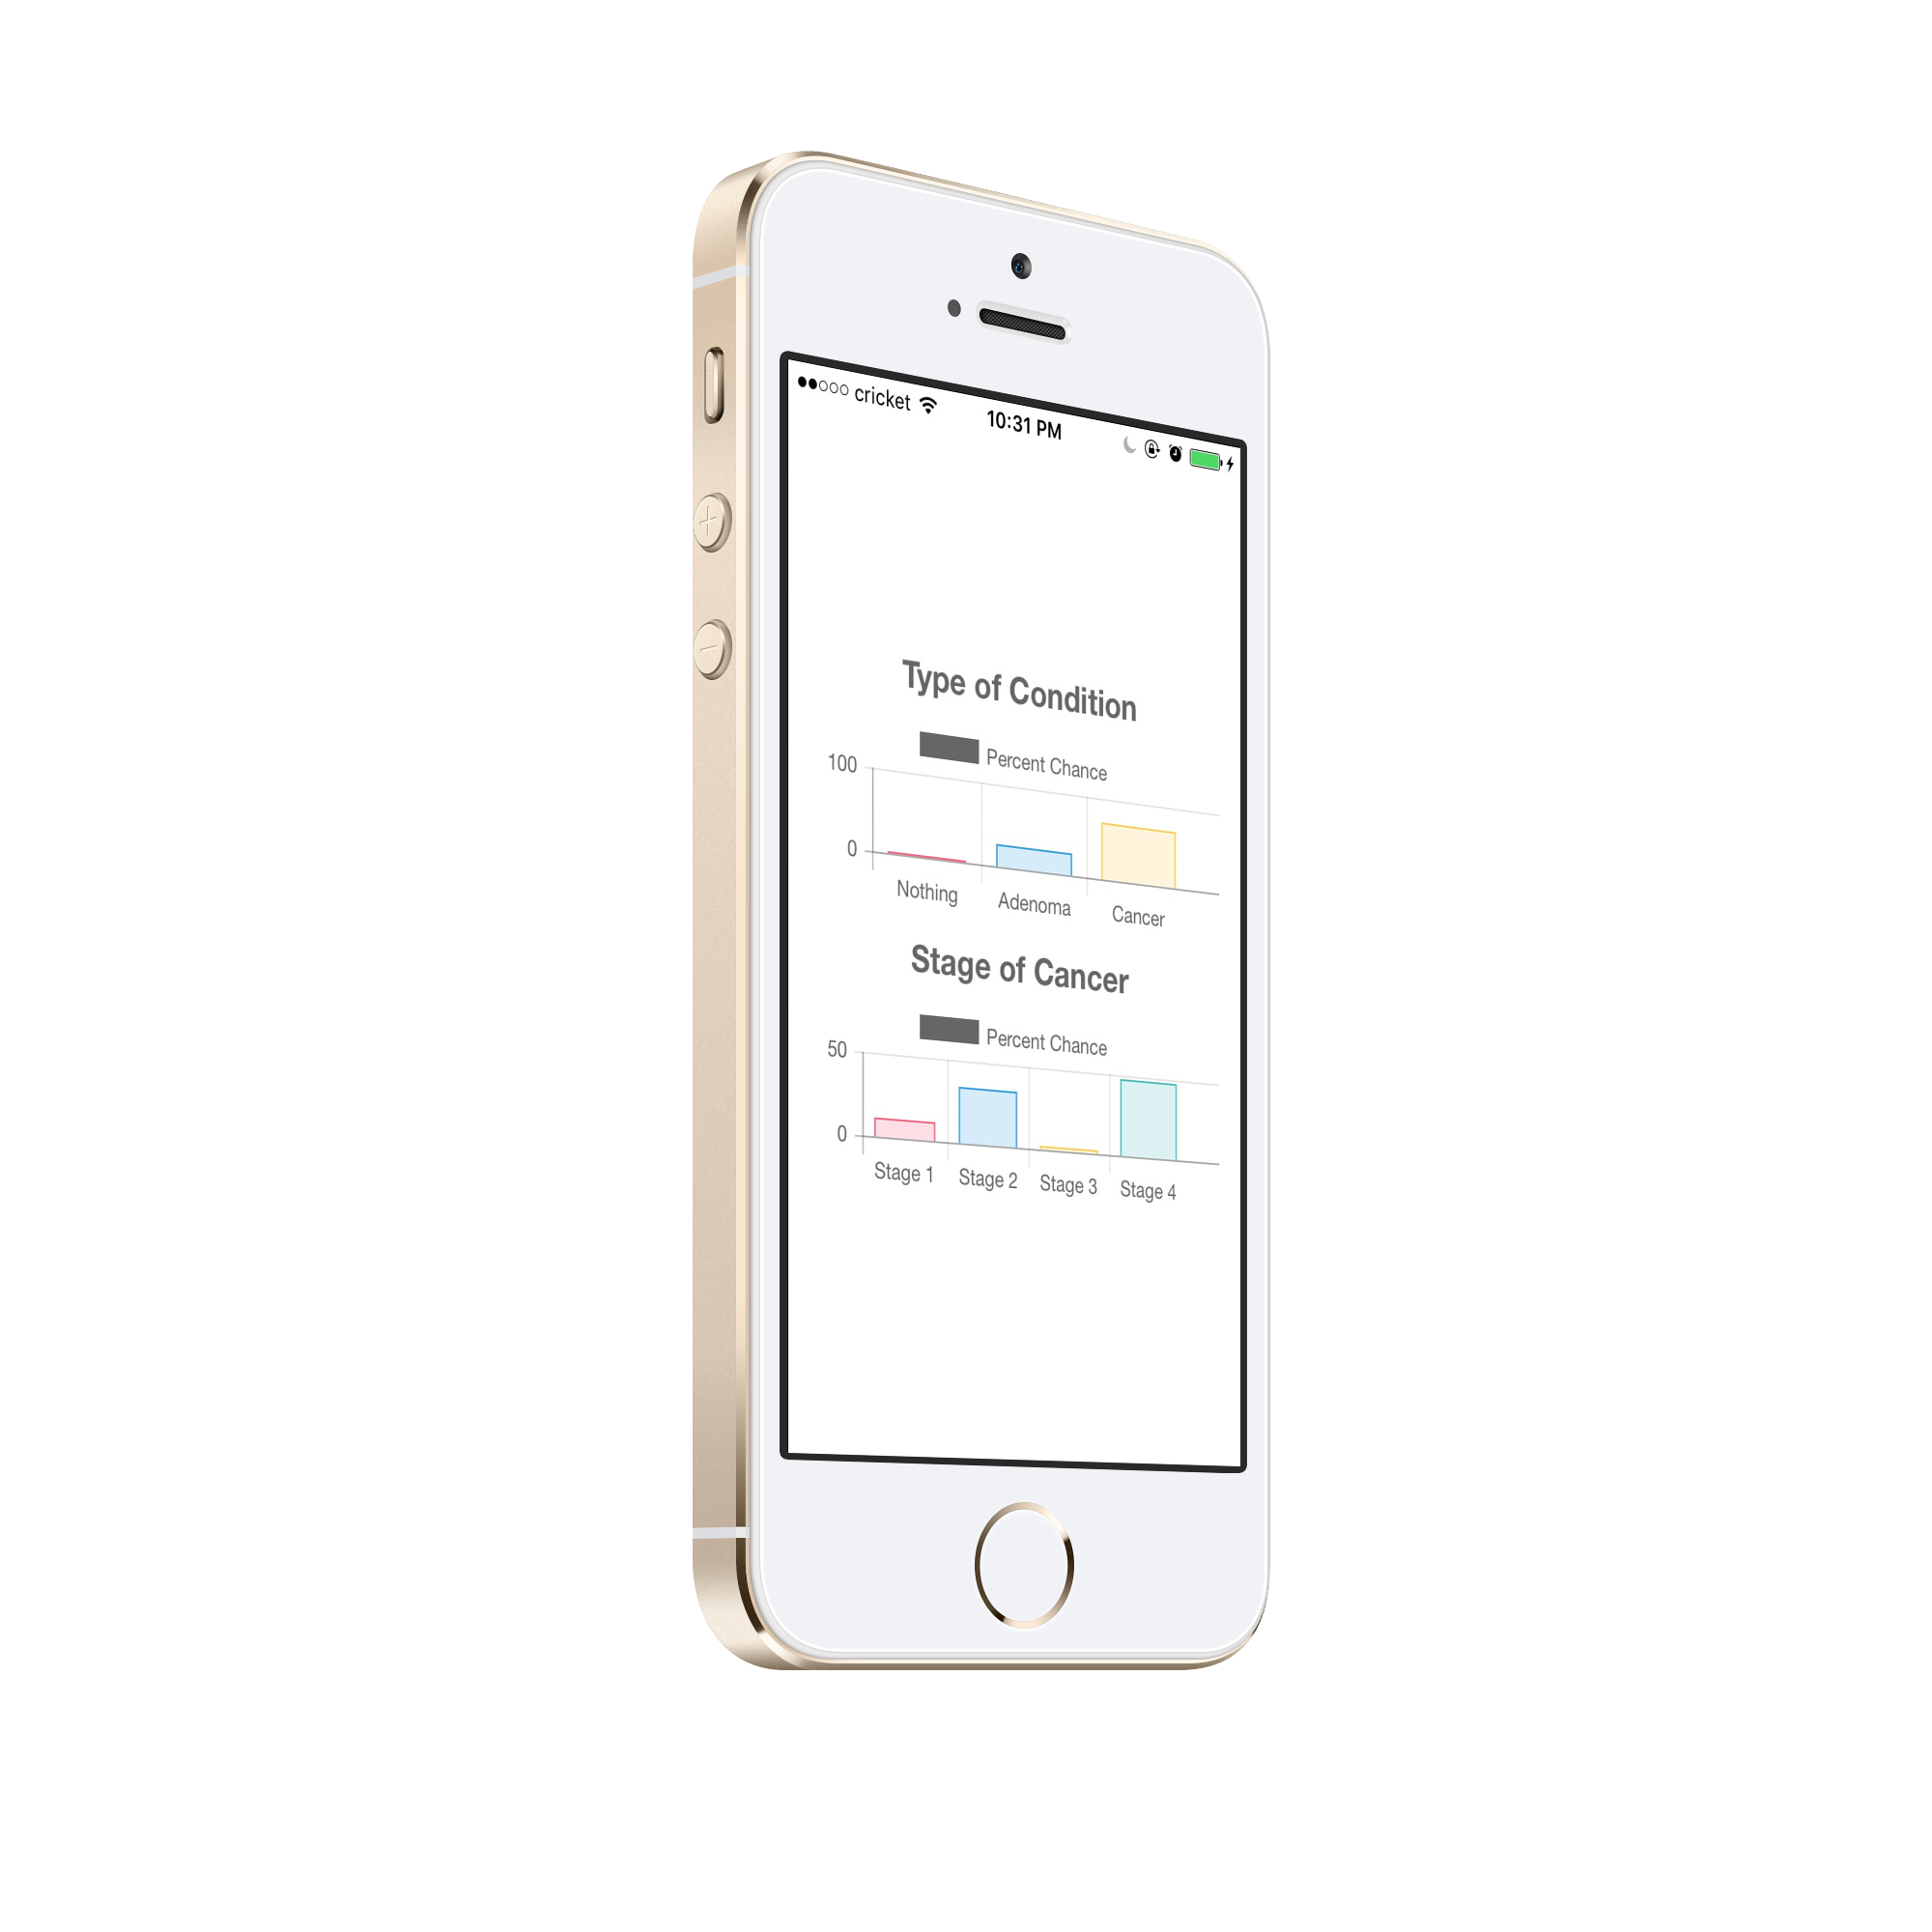 cricket 10:31 PM
Type of Condition
Percent Chance
100
0
Nothing Adenoma Cancer
Stage of Cancer
Percent Chance
50
0
Stage 1 Stage 2 Stage 3 Stage 4